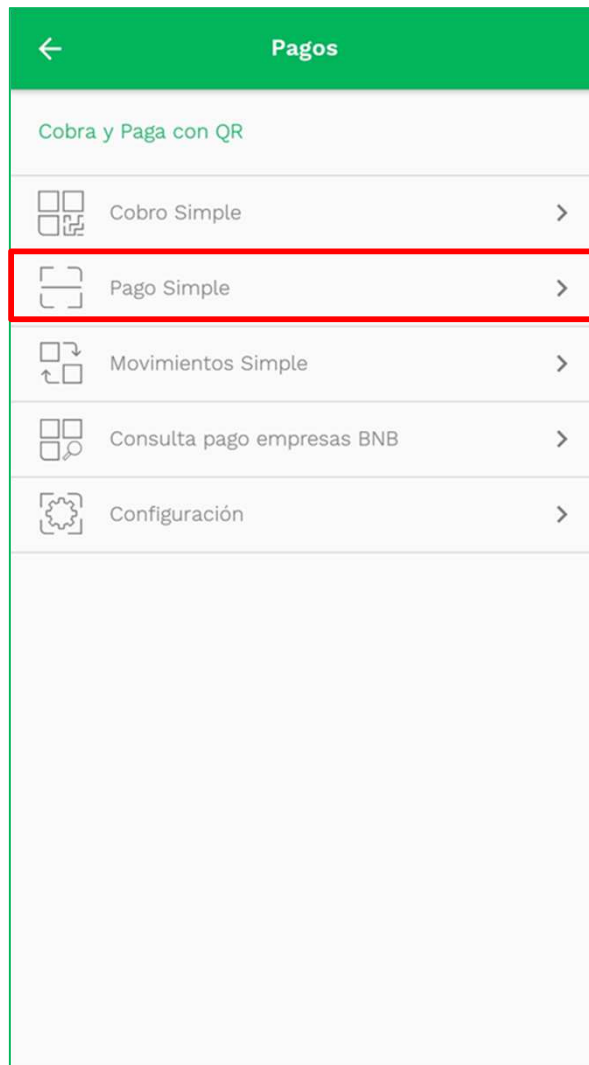 Pagos
Cobra y Paga con QR
Cobro Simple
Pago Simple
Movimientos Simple
Consulta pago empresas BNB
Configuración